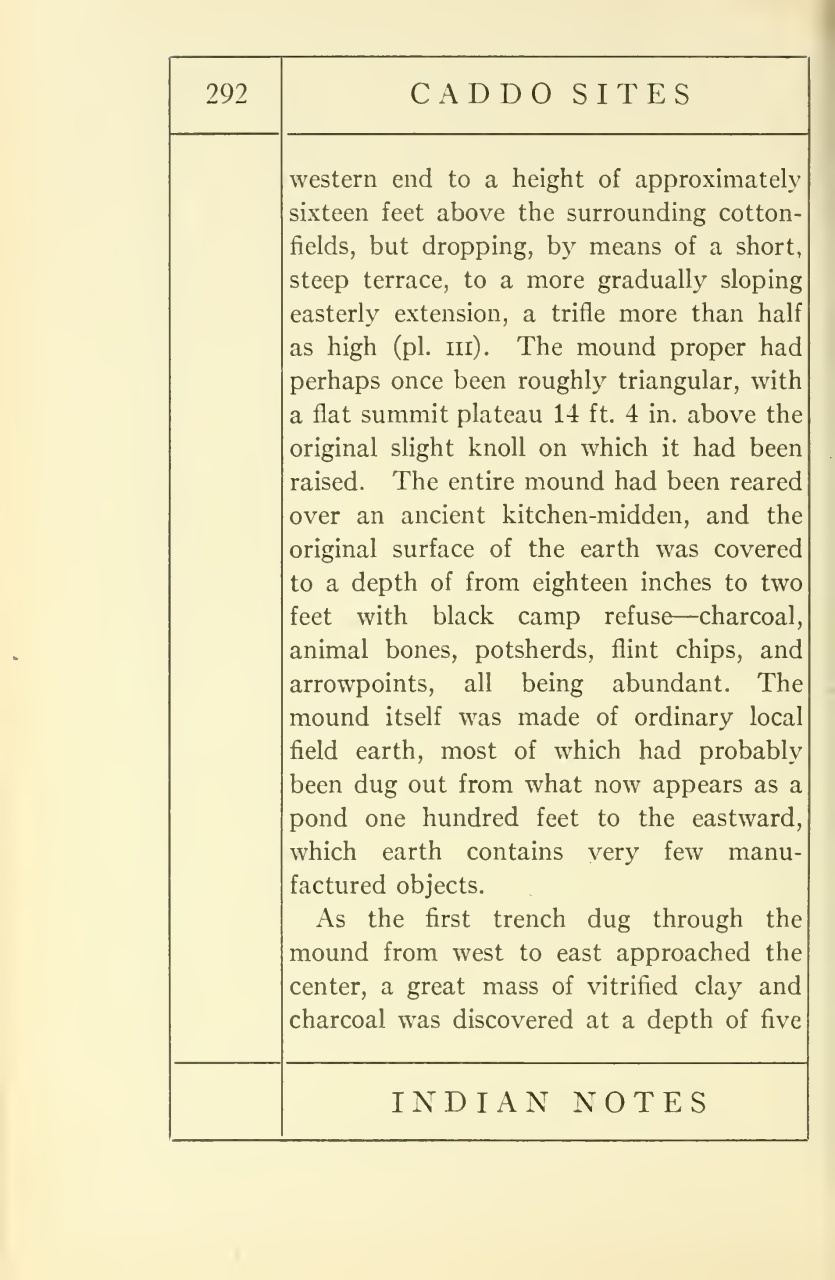 292
CADDO SITES
western end to a height of approximately
sixteen feet above the surrounding cotton-
fields, but dropping, by means of a short,
steep terrace, to a more gradually sloping
easterly extension, a trifle more than half
as high (pl. III). The mound proper had
perhaps once been roughly triangular, with
a flat summit plateau 14 ft. 4 in. above the
original slight knoll on which it had been
raised. The entire mound had been reared
over an ancient kitchen-midden, and the
original surface of the earth was covered
to a depth of from eighteen inches to two
feet with black camp refuse—charcoal,
animal bones, potsherds, flint chips, and
arrowpoints, all being abundant. The
mound itself was made of ordinary local
field earth, most of which had probably
been dug out from what now appears as a
pond one hundred feet to the eastward,
which earth contains very few manu-
factured objects.
As the first trench dug through the
mound from west to east approached the
center, a great mass of vitrified clay and
charcoal was discovered at a depth of five
INDIAN NOTES